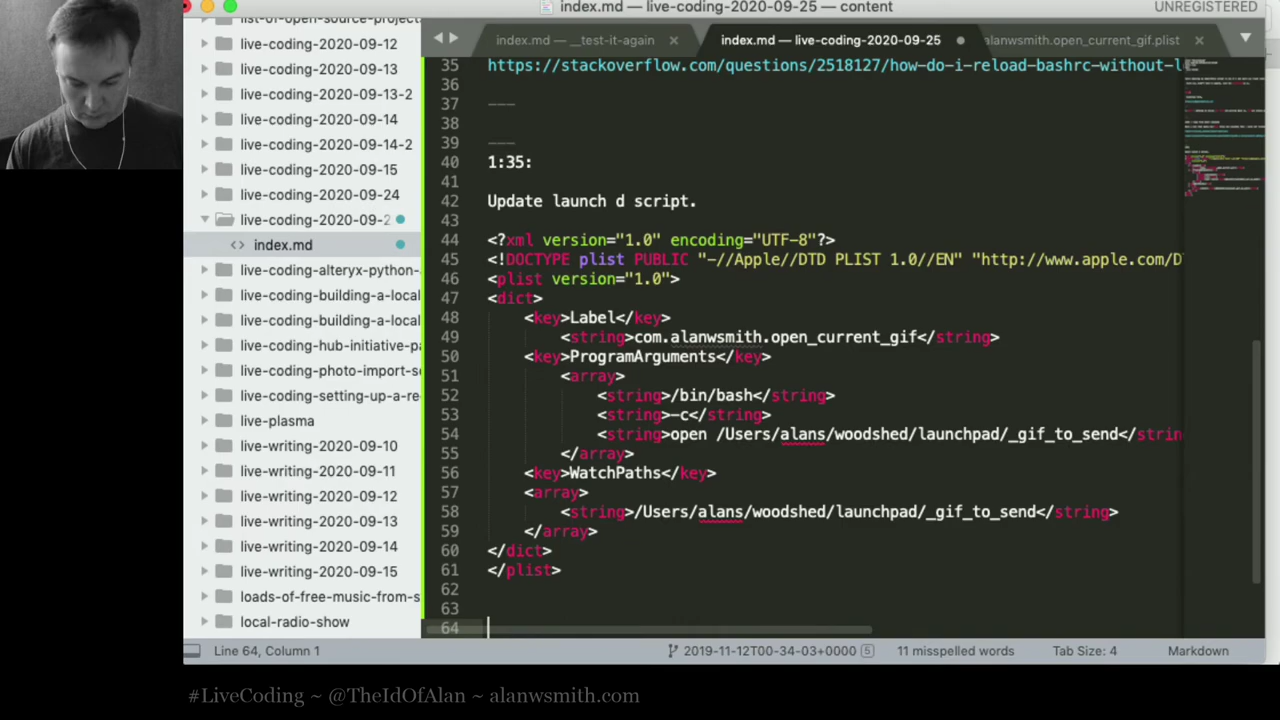 index.md — live-coding-2020-09-25 — content
UNREGISTERED
list-of-open-source-project
live-coding-2020-09-12
live-coding-2020-09-13
live-coding-2020-09-13-2
live-coding-2020-09-14
live-coding-2020-09-14-2
live-coding-2020-09-15
live-coding-2020-09-24
live-coding-2020-09-2
index.md
live-coding-alteryx-python-
live-coding-building-a-local
live-coding-building-a-local
live-coding-hub-initiative-pa
live-coding-photo-import-sc
live-coding-setting-up-a-re
live-plasma
live-writing-2020-09-10
live-writing-2020-09-11
live-writing-2020-09-12
live-writing-2020-09-13
live-writing-2020-09-14
live-writing-2020-09-15
loads-of-free-music-from-s
local-radio-show
index.md — __test-it-again
index.md — live-coding-2020-09-25
alanwsmith.open_current_gif.plist
35 https://stackoverflow.com/questions/2518127/how-do-i-reload-bashrc-without-l
36
37 ———
38
39 ———
40 1:35:
41
42 Update launch d script.
43
44 <?xml version="1.0" encoding="UTF-8"?>
45 <!DOCTYPE plist PUBLIC "-//Apple//DTD PLIST 1.0//EN" "http://www.apple.com/DT
46 <plist version="1.0">
47 <dict>
48 <key>Label</key>
49 <string>com.alanwsmith.open_current_gif</string>
50 <key>ProgramArguments</key>
51 <array>
52 <string>/bin/bash</string>
53 <string>-c</string>
54 <string>open /Users/alans/woodshed/launchpad/_gif_to_send</strin
55 </array>
56 <key>WatchPaths</key>
57 <array>
58 <string>/Users/alans/woodshed/launchpad/_gif_to_send</string>
59 </array>
60 </dict>
61 </plist>
62
63
64
Line 64, Column 1
2019-11-12T00-34-03+0000 5
11 misspelled words
Tab Size: 4
Markdown
#LiveCoding ~ @TheIdOfAlan ~ alanwsmith.com